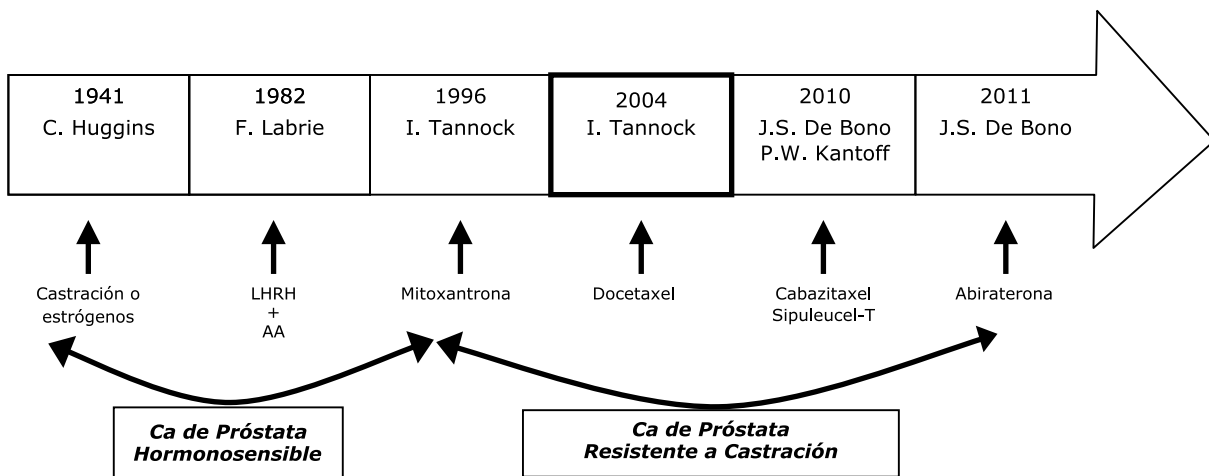 1941
C. Huggins
1982
F. Labrie
1996
I. Tannock
2004
I. Tannock
2010
J.S. De Bono
P.W. Kantoff
2011
J.S. De Bono
Castración o
estrógenos
LHRH
+
AA
Mitoxantrona
Docetaxel
Cabazitaxel
Sipuleucel-T
Abiraterona
Ca de Próstata
Hormonosensible
Ca de Próstata
Resistente a Castración